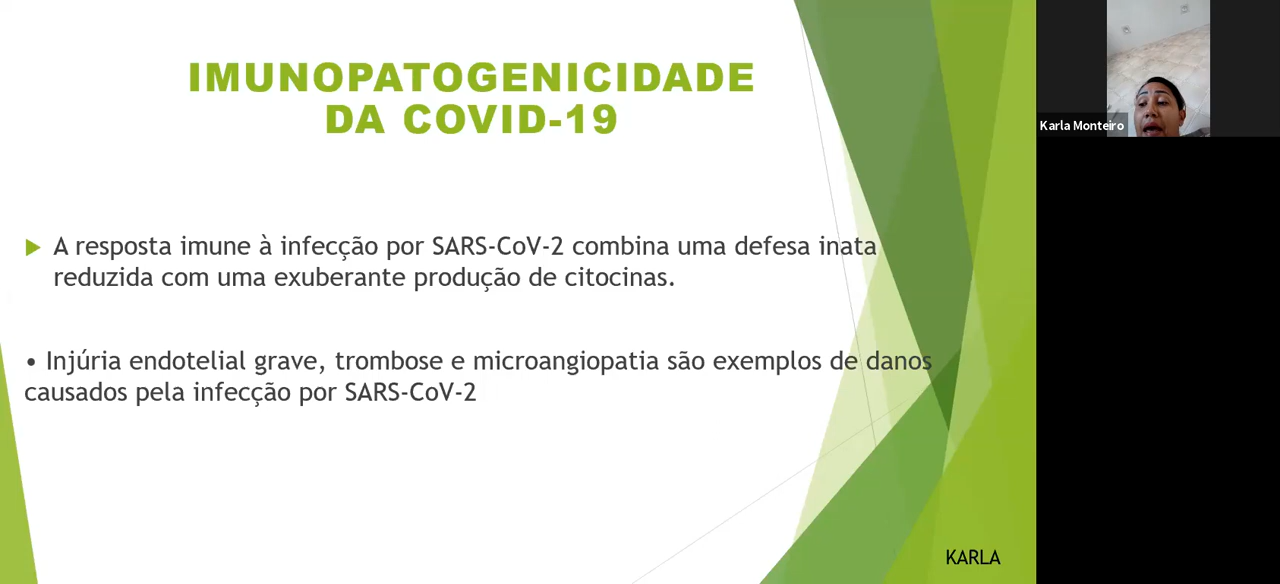 IMUNOPATOGENICIDADE
DA COVID-19
A resposta imune à infecção por SARS-CoV-2 combina uma defesa inata
reduzida com uma exuberante produção de citocinas.
• Injúria endotelial grave, trombose e microangiopatia são exemplos de danos
causados pela infecção por SARS-CoV-2
KARLA
Karla Monteiro